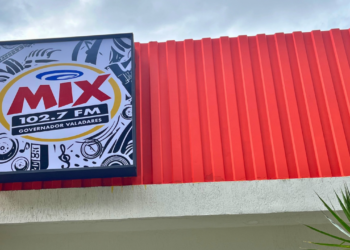 MIX
102.7 FM
GOVERNADOR VALADARES